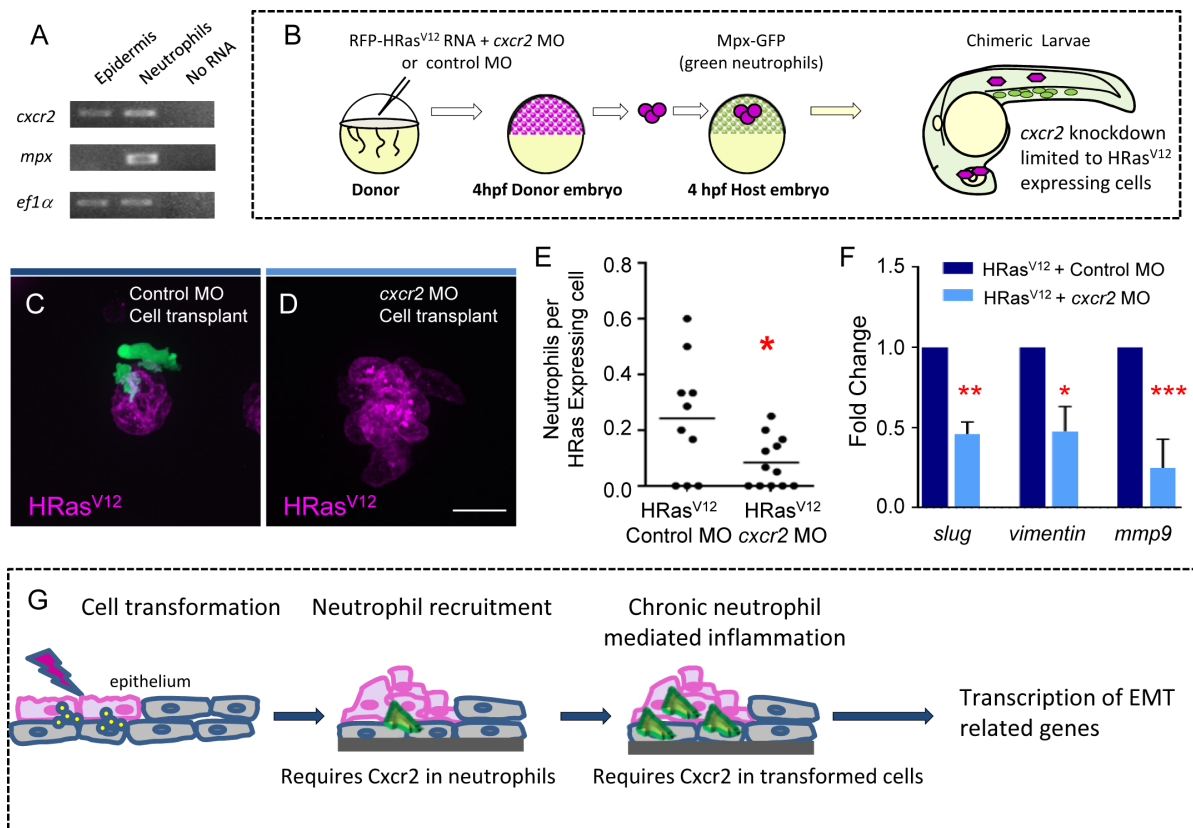 A
Epidermis
Neutrophils
No RNA
cxcr2
mpx
ef1α
B
RFP-HRasV12 RNA + cxcr2 MO
or control MO
Mpx-GFP
(green neutrophils)
Chimeric Larvae
Donor
4hpf Donor embryo
4 hpf Host embryo
cxcr2 knockdown
limited to HRasV12
expressing cells
C
Control MO
Cell transplant
HRasV12
D
cxcr2 MO
Cell transplant
E
Neutrophils per
HRas Expressing cell
0.8
0.6
0.4
0.2
0.0
*
HRasV12
Control MO
HRasV12
cxcr2 MO
F
HRasV12 + Control MO
HRasV12 + cxcr2 MO
Fold Change
1.5
1.0
0.5
0.0
**
*
***
slug
vimentin
mmp9
G
Cell transformation
epithelium
Neutrophil recruitment
Requires Cxcr2 in neutrophils
Chronic neutrophil
mediated inflammation
Requires Cxcr2 in transformed cells
Transcription of EMT
related genes